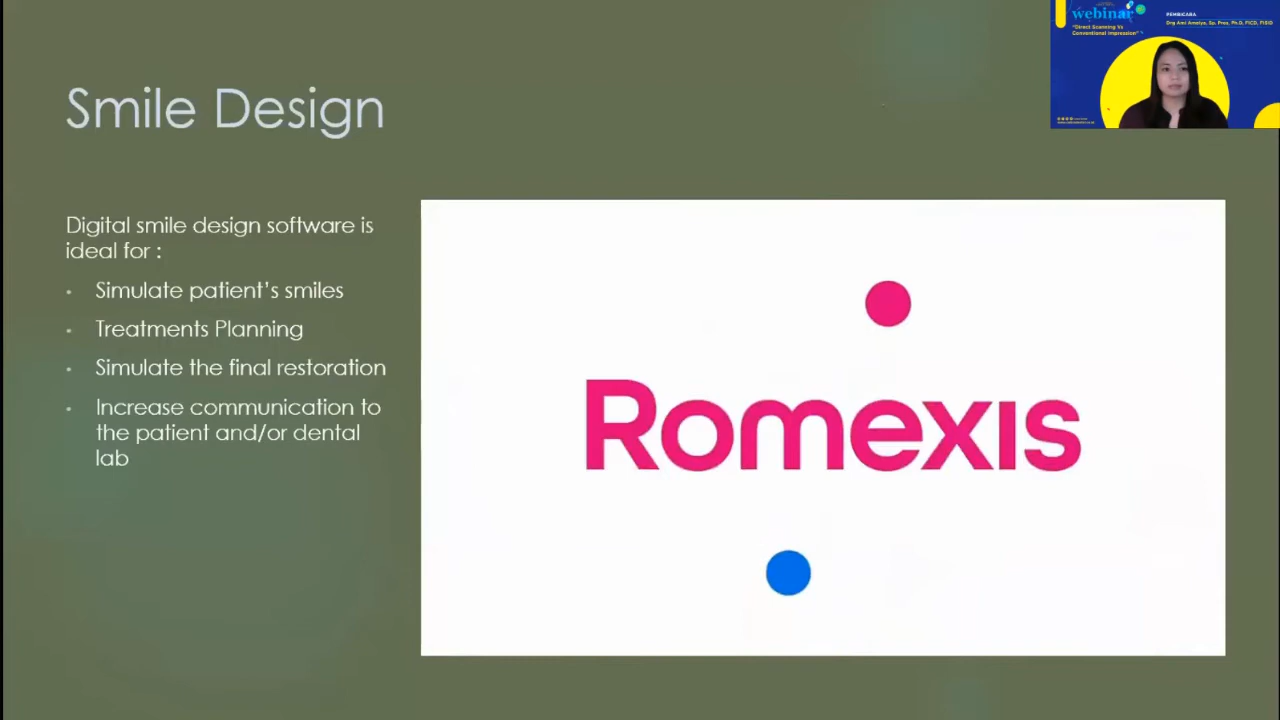 Smile Design
Digital smile design software is
ideal for :
• Simulate patient's smiles
• Treatments Planning
• Simulate the final restoration
• Increase communication to
the patient and/or dental
lab
Romexis
webinar
"Direct Scanning Vs
Conventional Impression"
PEMBICARA